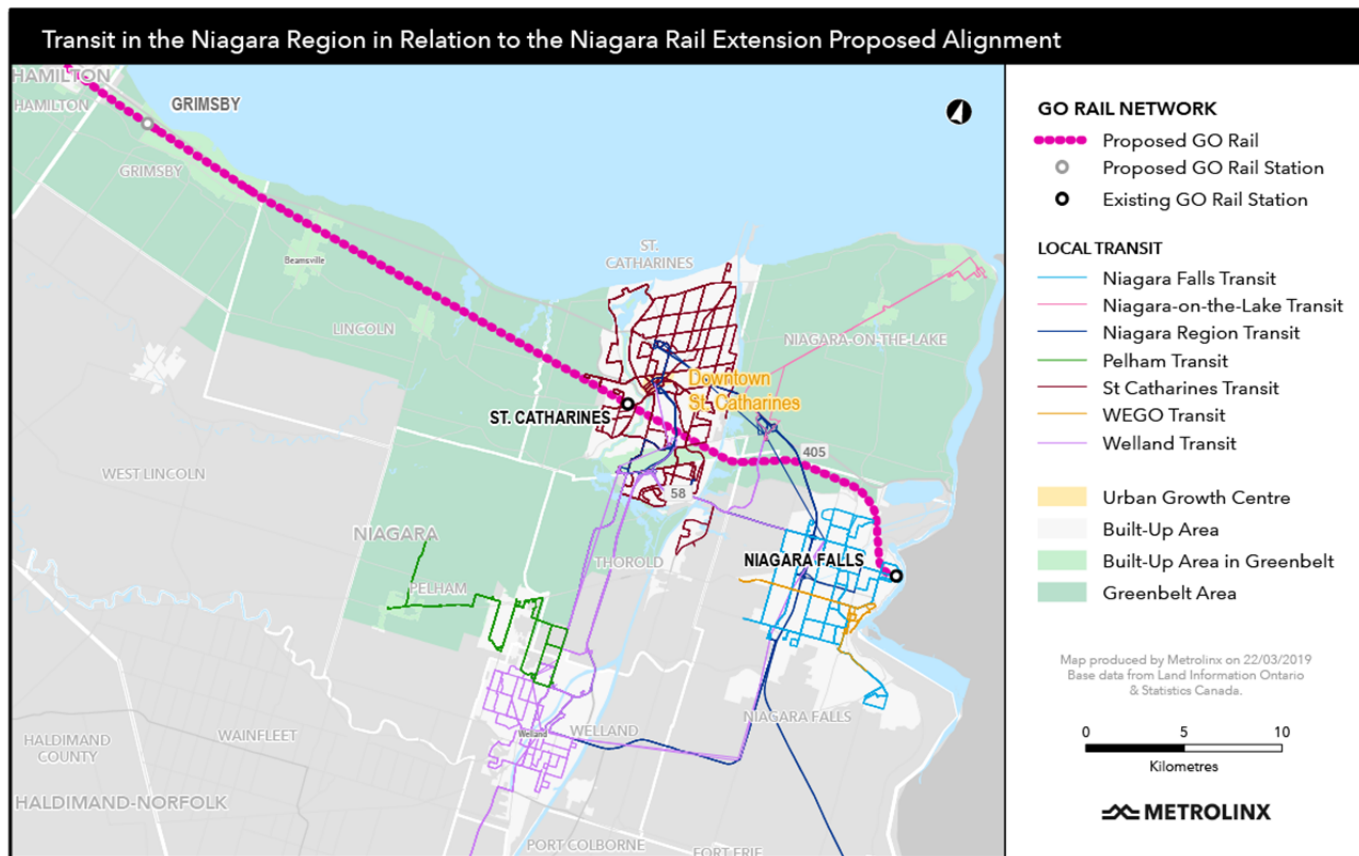 Transit in the Niagara Region in Relation to the Niagara Rail Extension Proposed Alignment
HAMILTON
HAMILTON
GRIMSBY
GRIMSBY
Beamsville
LINCOLN
ST.
CATHARINES
NIAGARA-ON-THE-LAKE
Downtown
St. Catharines
ST. CATHARINES
405
WEST LINCOLN
58
NIAGARA
THOROLD
NIAGARA FALLS
PELHAM
NIAGARA FALLS
Welland
WELLAND
HALDIMAND
COUNTY
WAINFLEET
HALDIMAND-NORFOLK
PORT COLBORNE
FORT ERIE
GO RAIL NETWORK
Proposed GO Rail
Proposed GO Rail Station
Existing GO Rail Station
LOCAL TRANSIT
Niagara Falls Transit
Niagara-on-the-Lake Transit
Niagara Region Transit
Pelham Transit
St Catharines Transit
WEGO Transit
Welland Transit
Urban Growth Centre
Built-Up Area
Built-Up Area in Greenbelt
Greenbelt Area
Map produced by Metrolinx on 22/03/2019
Base data from Land Information Ontario
& Statistics Canada.
0 5 10
Kilometres
METROLINX